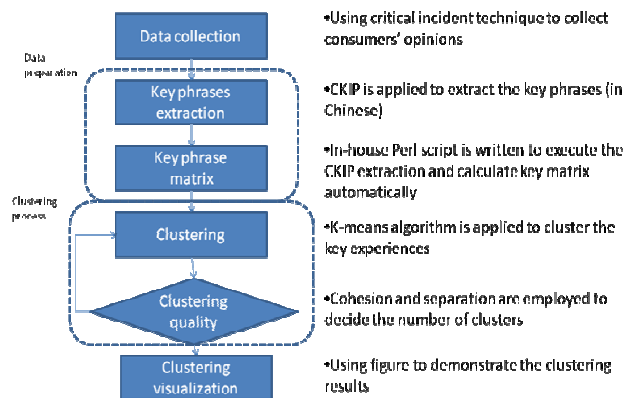 Data collection
•Using critical incident technique to collect
consumers' opinions
Data
preparation
Key phrases
extraction
•CKIP is applied to extract the key phrases (in
Chinese)
Key phrase
matrix
•In-house Perl script is written to execute the
CKIP extraction and calculate key matrix
automatically
Clustering
process
Clustering
•K-means algorithm is applied to cluster the
key experiences
Clustering
quality
•Cohesion and separation are employed to
decide the number of clusters
Clustering
visualization
•Using figure to demonstrate the clustering
results